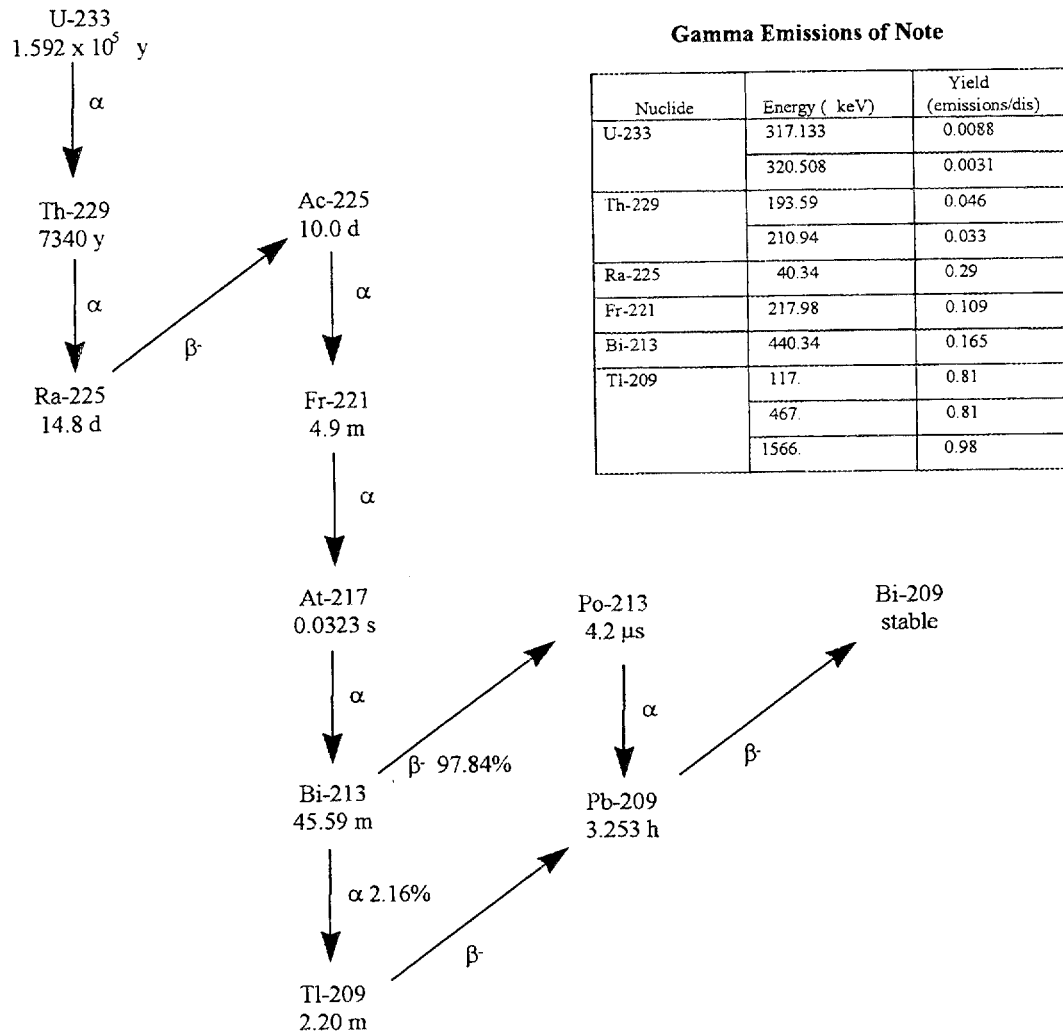 U-233
1.592 x 10⁵ y
α
Th-229
7340 y
α
Ra-225
14.8 d
β-
Ac-225
10.0 d
α
Fr-221
4.9 m
α
At-217
0.0323 s
α
Bi-213
45.59 m
β- 97.84%
α 2.16%
Tl-209
2.20 m
β-
Po-213
4.2 μs
α
Pb-209
3.253 h
β-
Bi-209
stable
Gamma Emissions of Note
Nuclide Energy ( keV) Yield (emissions/dis)
U-233 317.133 0.0088
320.508 0.0031
Th-229 193.59 0.046
210.94 0.033
Ra-225 40.34 0.29
Fr-221 217.98 0.109
Bi-213 440.34 0.165
Tl-209 117. 0.81
467. 0.81
1566. 0.98